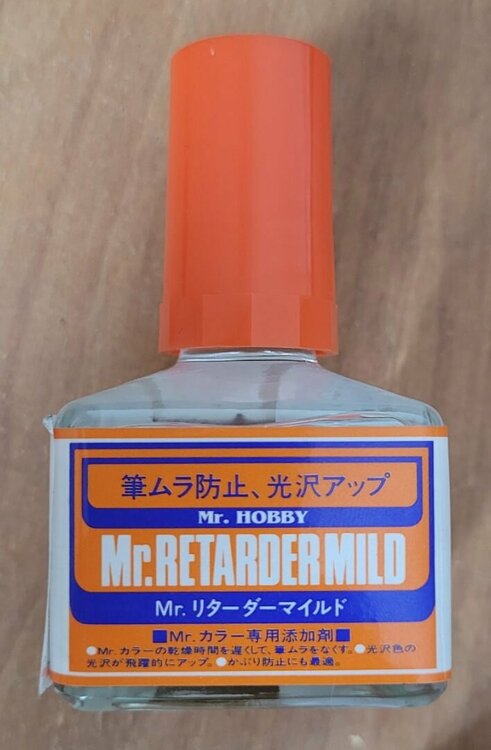 筆ムラ防止、光沢アップ
Mr. HOBBY
Mr.RETARDER MILD
Mr. リターダーマイルド
■Mr. カラー専用添加剤■
●Mr. カラーの乾燥時間を遅くして、筆ムラをなくす。●光沢色の
光沢が飛躍的にアップ。●かぶり防止にも最適。